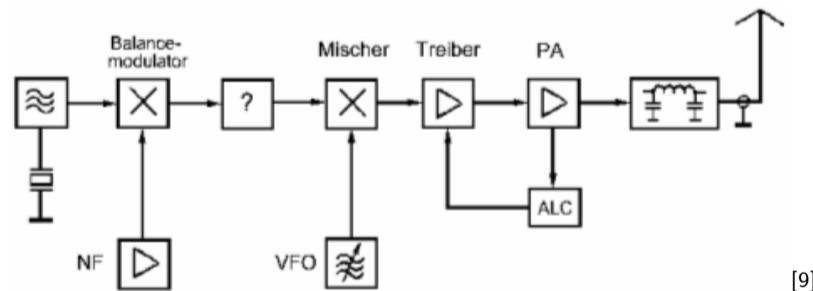 Balance-
modulator
Mischer
Treiber
PA
?
ALC
NF
VFO
[9]